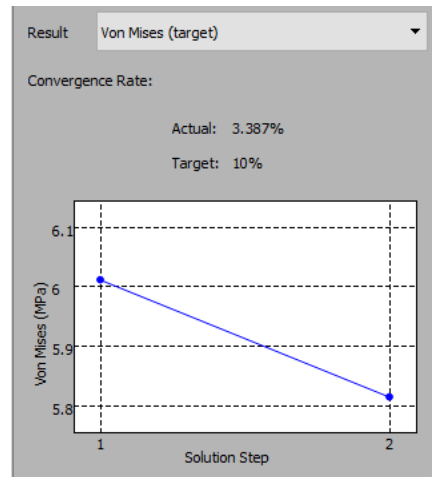 Result Von Mises (target)
Convergence Rate:
Actual: 3.387%
Target: 10%
6.1
6
5.9
5.8
Von Mises (MPa)
1 2
Solution Step